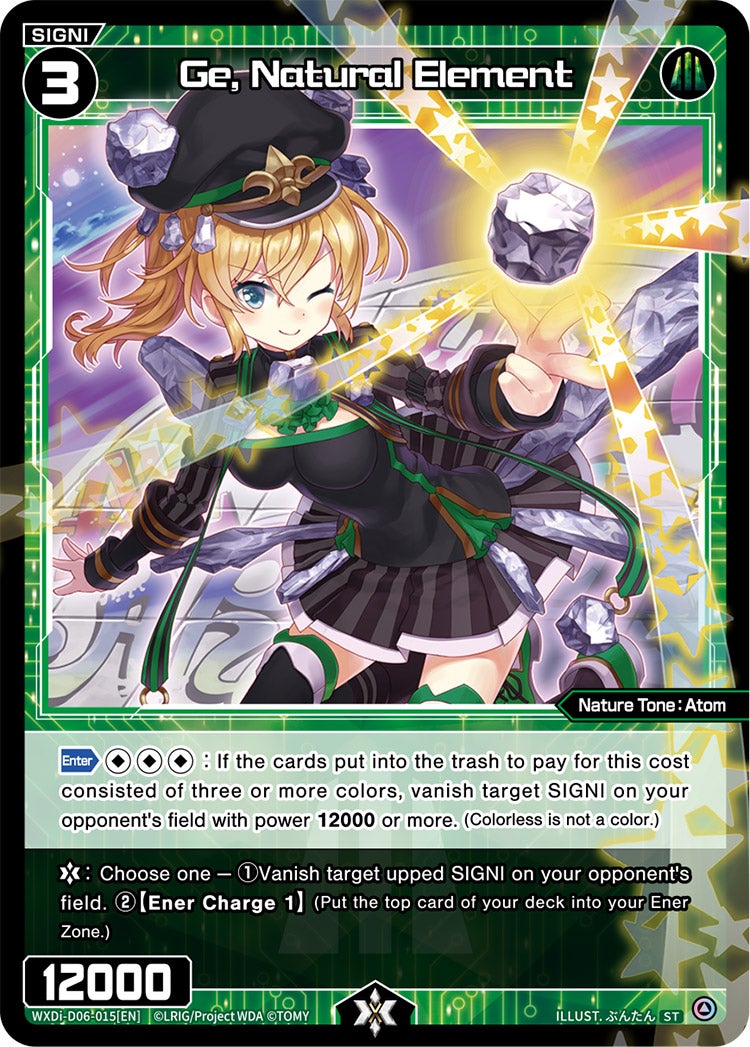 SIGNI
3
Ge, Natural Element
Nature Tone：Atom
Enter ◆ ◆ ◆：If the cards put into the trash to pay for this cost
consisted of three or more colors, vanish target SIGNI on your
opponent's field with power 12000 or more. (Colorless is not a color.)
：Choose one – ①Vanish target upped SIGNI on your opponent's
field. ②【Ener Charge 1】 (Put the top card of your deck into your Ener
Zone.)
12000
WXDi-D06-015[EN] ©LRIG/Project WDA ©TOMY
ILLUST. ぶんたん ST